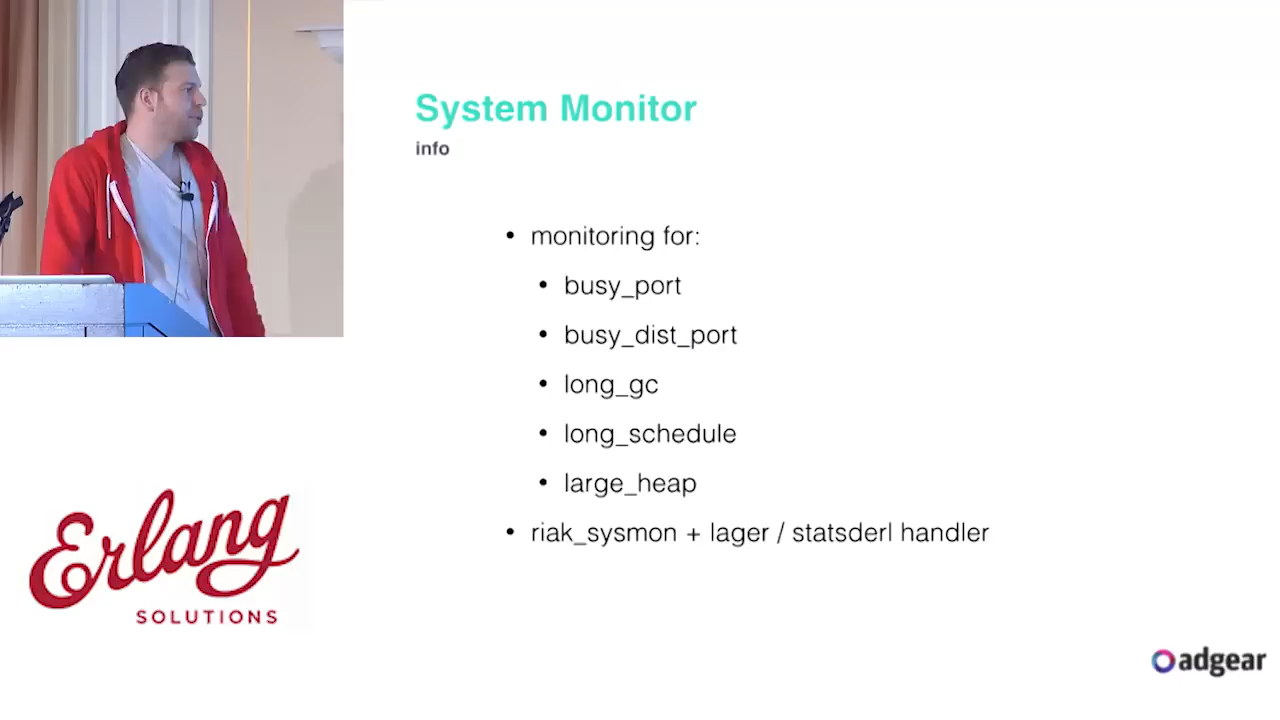 System Monitor
info
• monitoring for:
• busy_port
• busy_dist_port
• long_gc
• long_schedule
• large_heap
• riak_sysmon + lager / statsderl handler
Erlang
SOLUTIONS
adgear